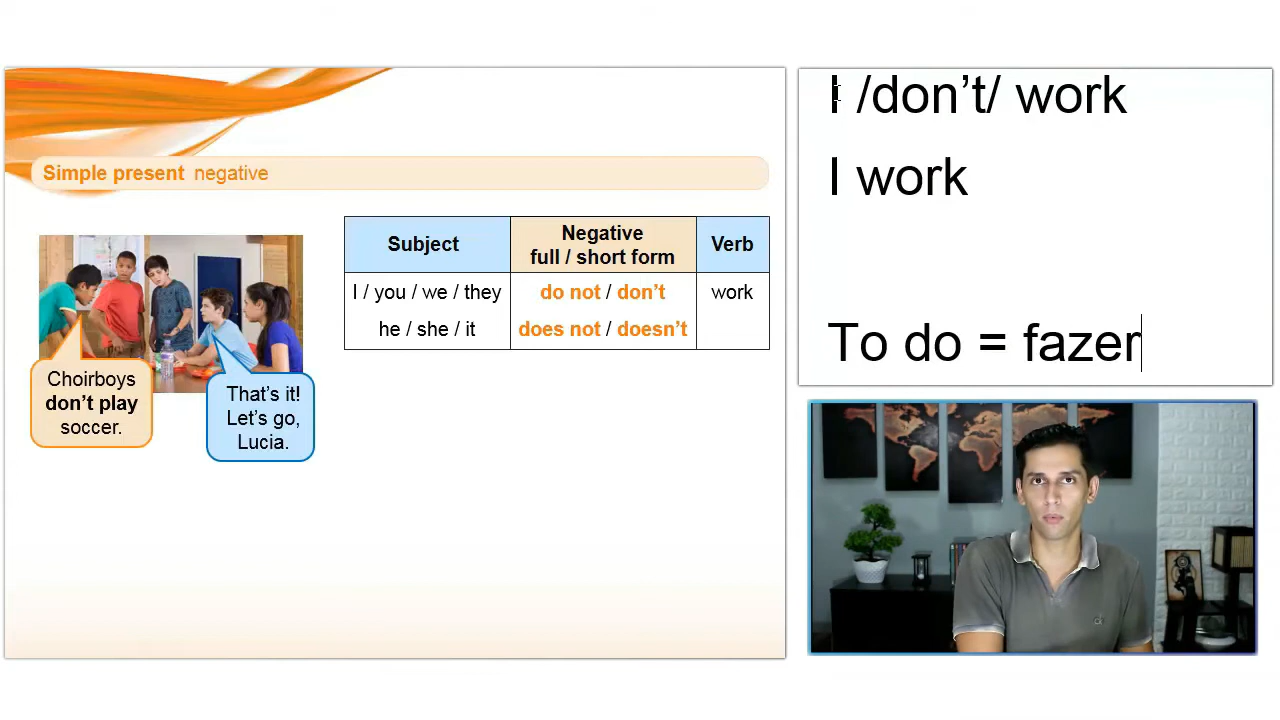 Simple present negative
Subject
Negative
full / short form
Verb
I / you / we / they
do not / don’t
work
he / she / it
does not / doesn’t
Choirboys
don’t play
soccer.
That’s it!
Let’s go,
Lucia.
I /don’t/ work
I work
To do = fazer